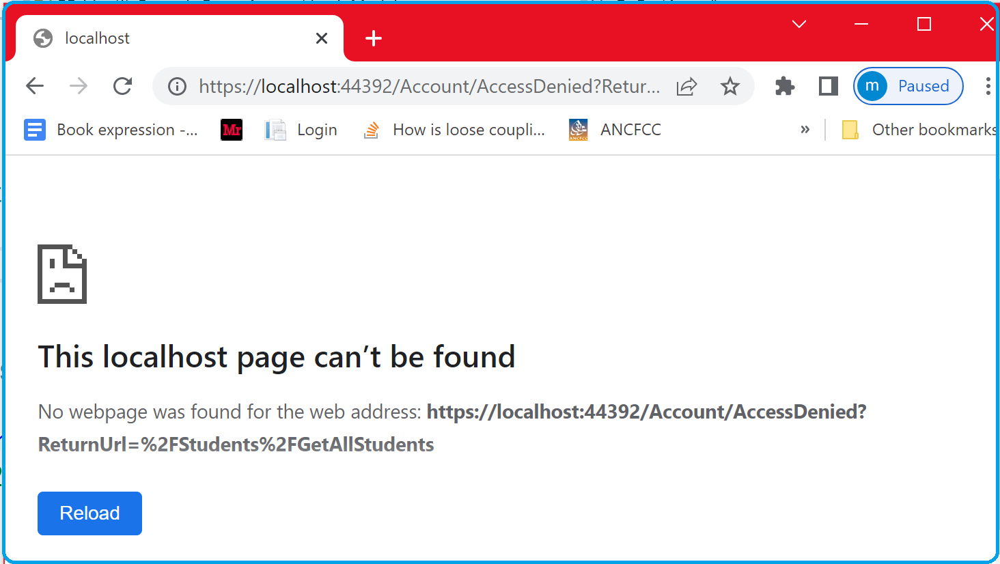 localhost
https://localhost:44392/Account/AccessDenied?Retur...
m Paused
Book expression -...
Mr
Login
How is loose coupli...
ANCFCC
ANCFCC
»
Other bookmarks
This localhost page can’t be found
No webpage was found for the web address: https://localhost:44392/Account/AccessDenied?
ReturnUrl=%2FStudents%2FGetAllStudents
Reload